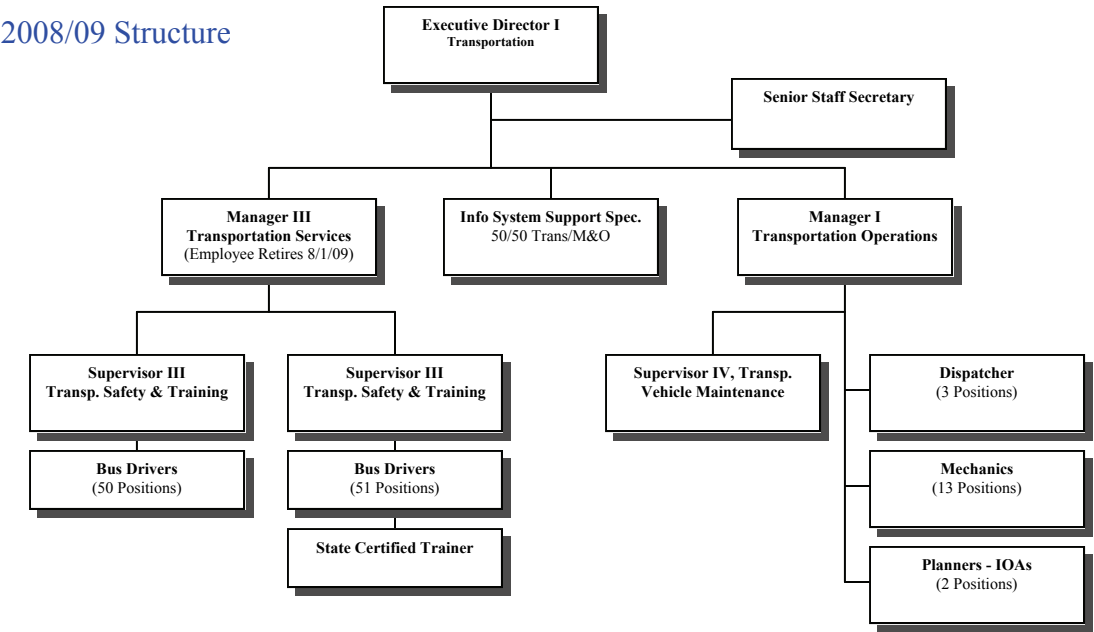 2008/09 Structure
Executive Director I
Transportation
Senior Staff Secretary
Manager III
Transportation Services
(Employee Retires 8/1/09)
Info System Support Spec.
50/50 Trans/M&O
Manager I
Transportation Operations
Supervisor III
Transp. Safety & Training
Supervisor III
Transp. Safety & Training
Supervisor IV, Transp.
Vehicle Maintenance
Dispatcher
(3 Positions)
Bus Drivers
(50 Positions)
Bus Drivers
(51 Positions)
Mechanics
(13 Positions)
State Certified Trainer
Planners - IOAs
(2 Positions)